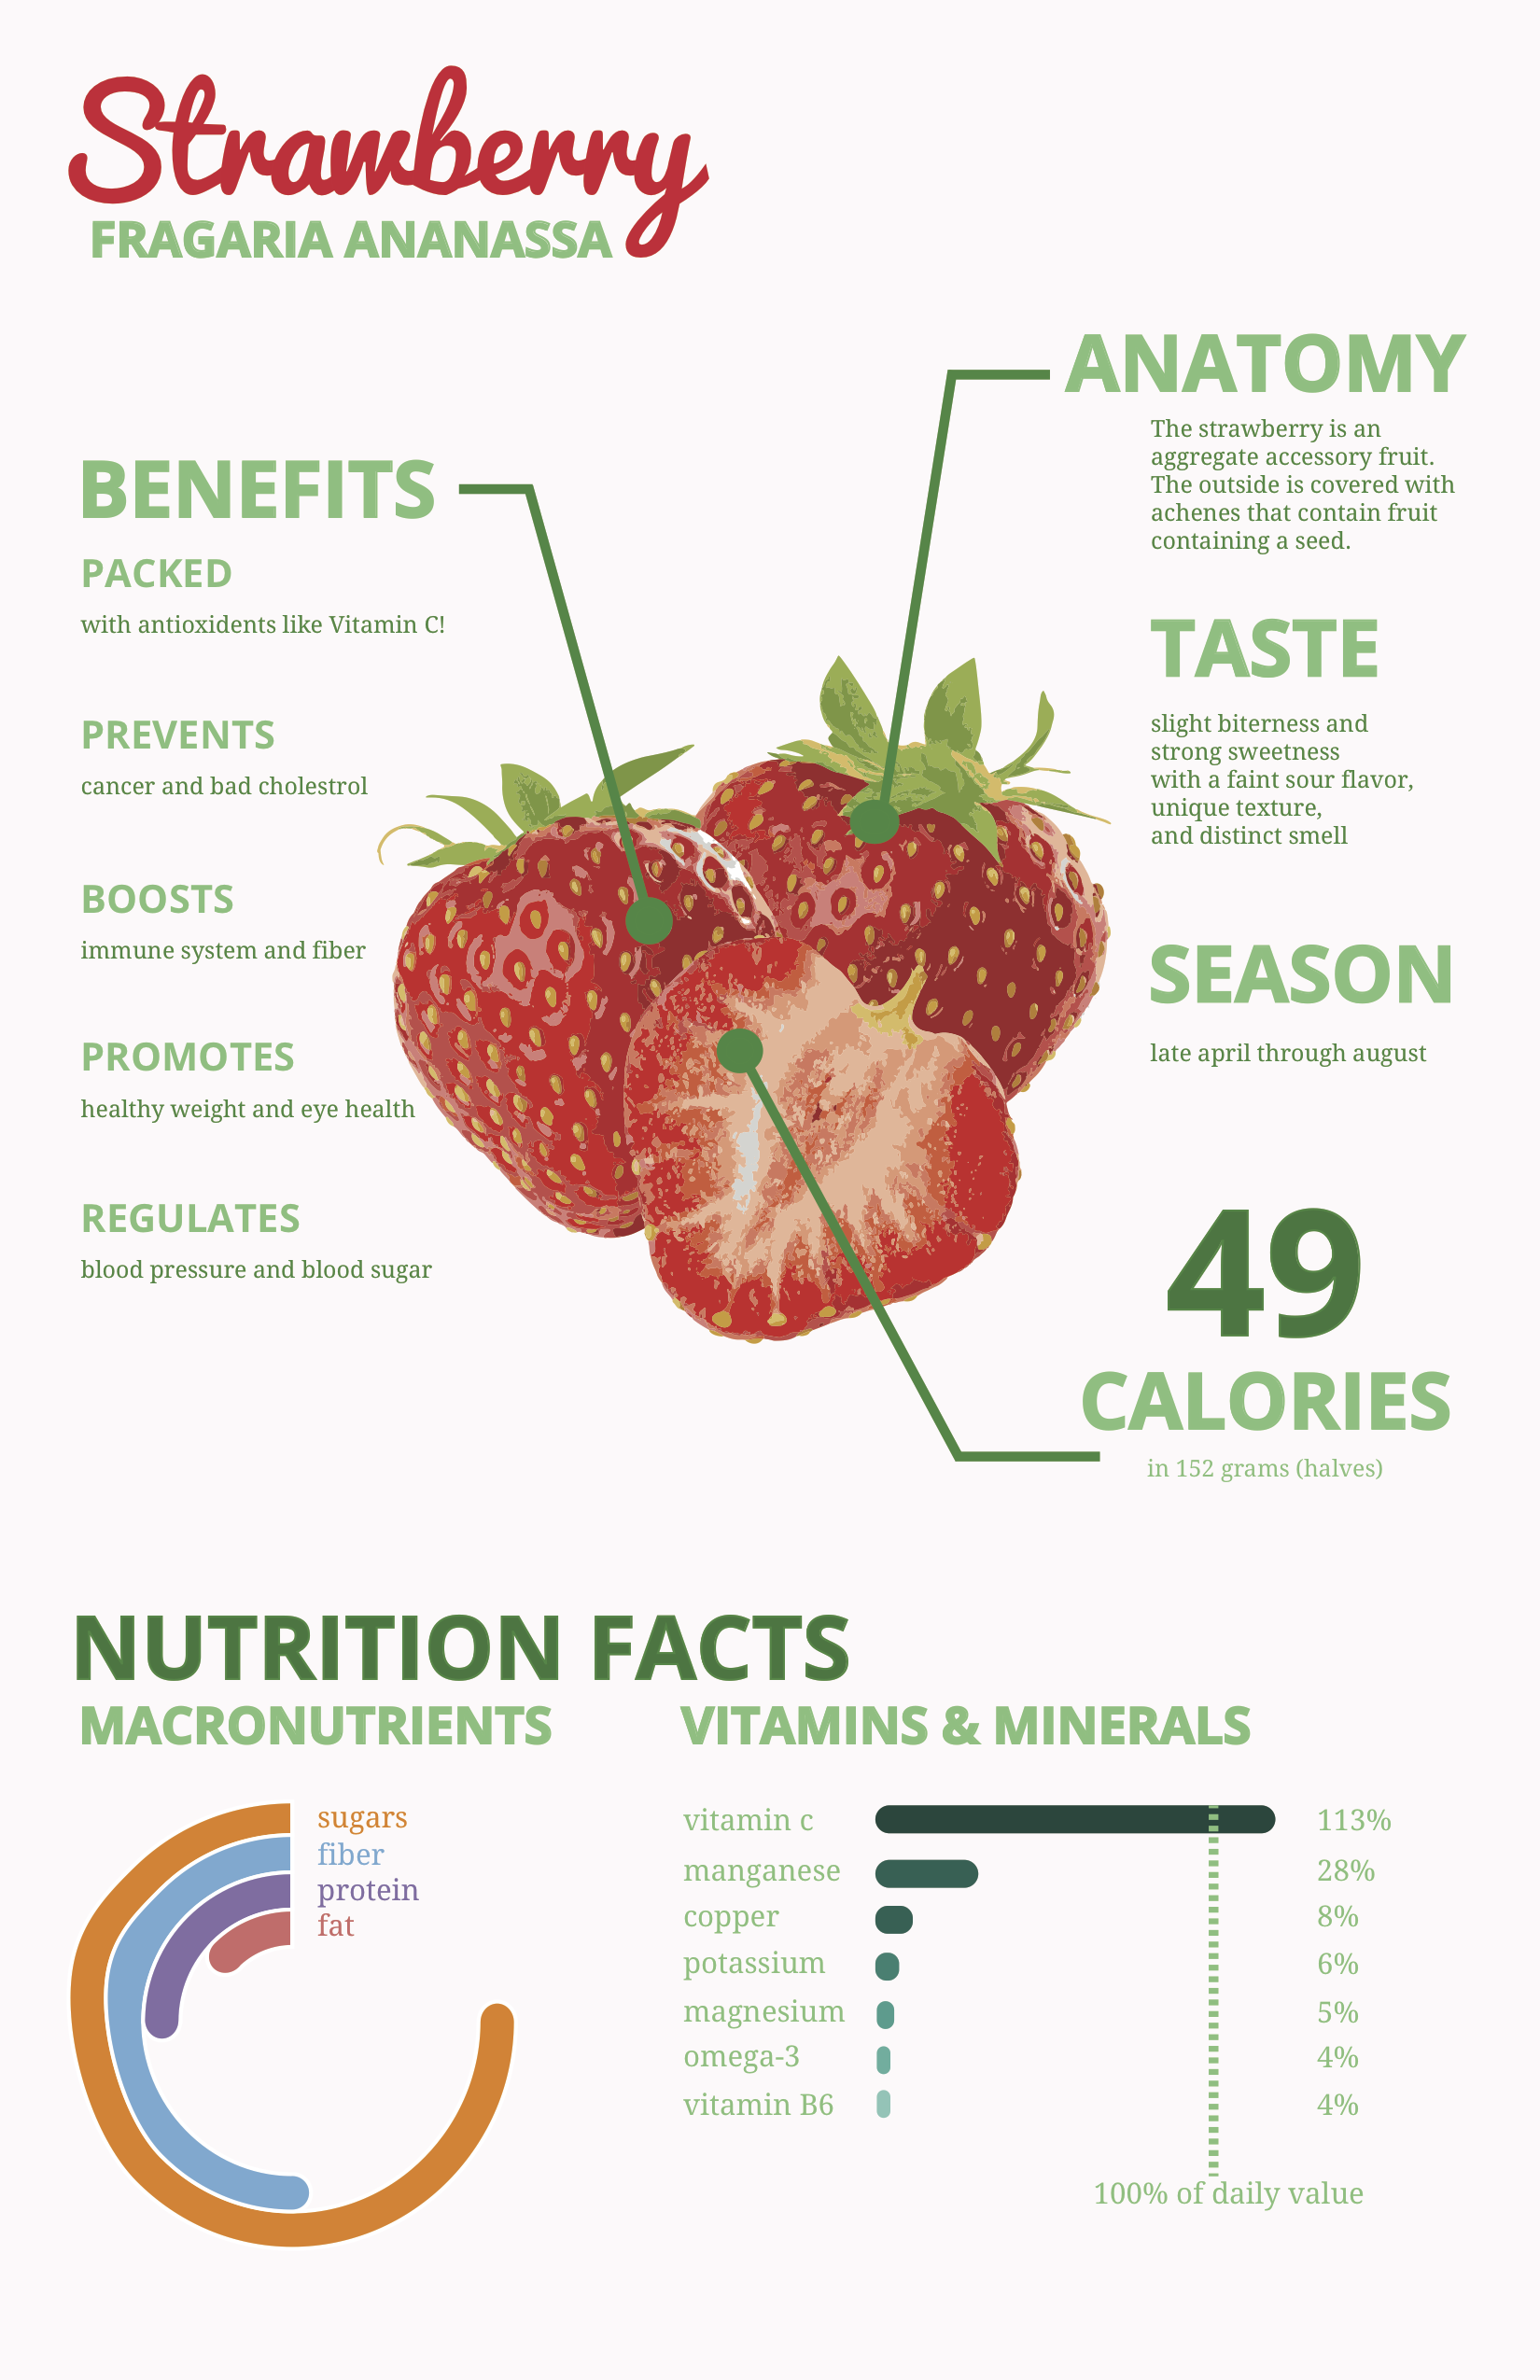 Strawberry
FRAGARIA ANANASSA
BENEFITS
PACKED
with antioxidents like Vitamin C!
PREVENTS
cancer and bad cholestrol
BOOSTS
immune system and fiber
PROMOTES
healthy weight and eye health
REGULATES
blood pressure and blood sugar
ANATOMY
The strawberry is an
aggregate accessory fruit.
The outside is covered with
achenes that contain fruit
containing a seed.
TASTE
slight biterness and
strong sweetness
with a faint sour flavor,
unique texture,
and distinct smell
SEASON
late april through august
49
CALORIES
in 152 grams (halves)
NUTRITION FACTS
MACRONUTRIENTS
sugars
fiber
protein
fat
VITAMINS & MINERALS
vitamin c 113%
manganese 28%
copper 8%
potassium 6%
magnesium 5%
omega-3 4%
vitamin B6 4%
100% of daily value